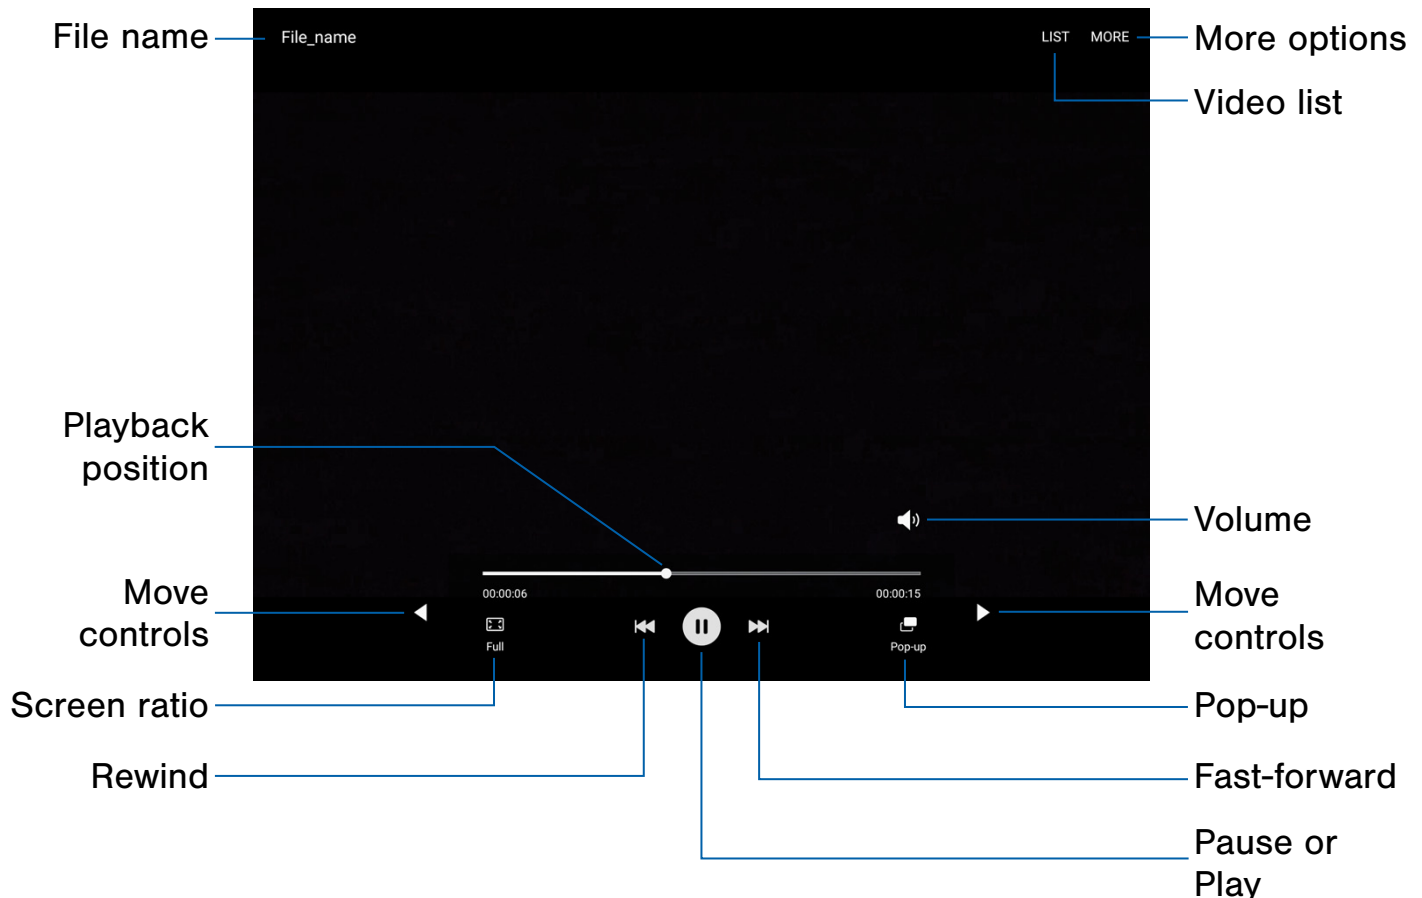 File name
File_name
LIST MORE
More options
Video list
Playback
position
Volume
00:00:06
00:00:15
Move
controls
Move
controls
Full
Pop-up
Screen ratio
Pop-up
Rewind
Fast-forward
Pause or
Play